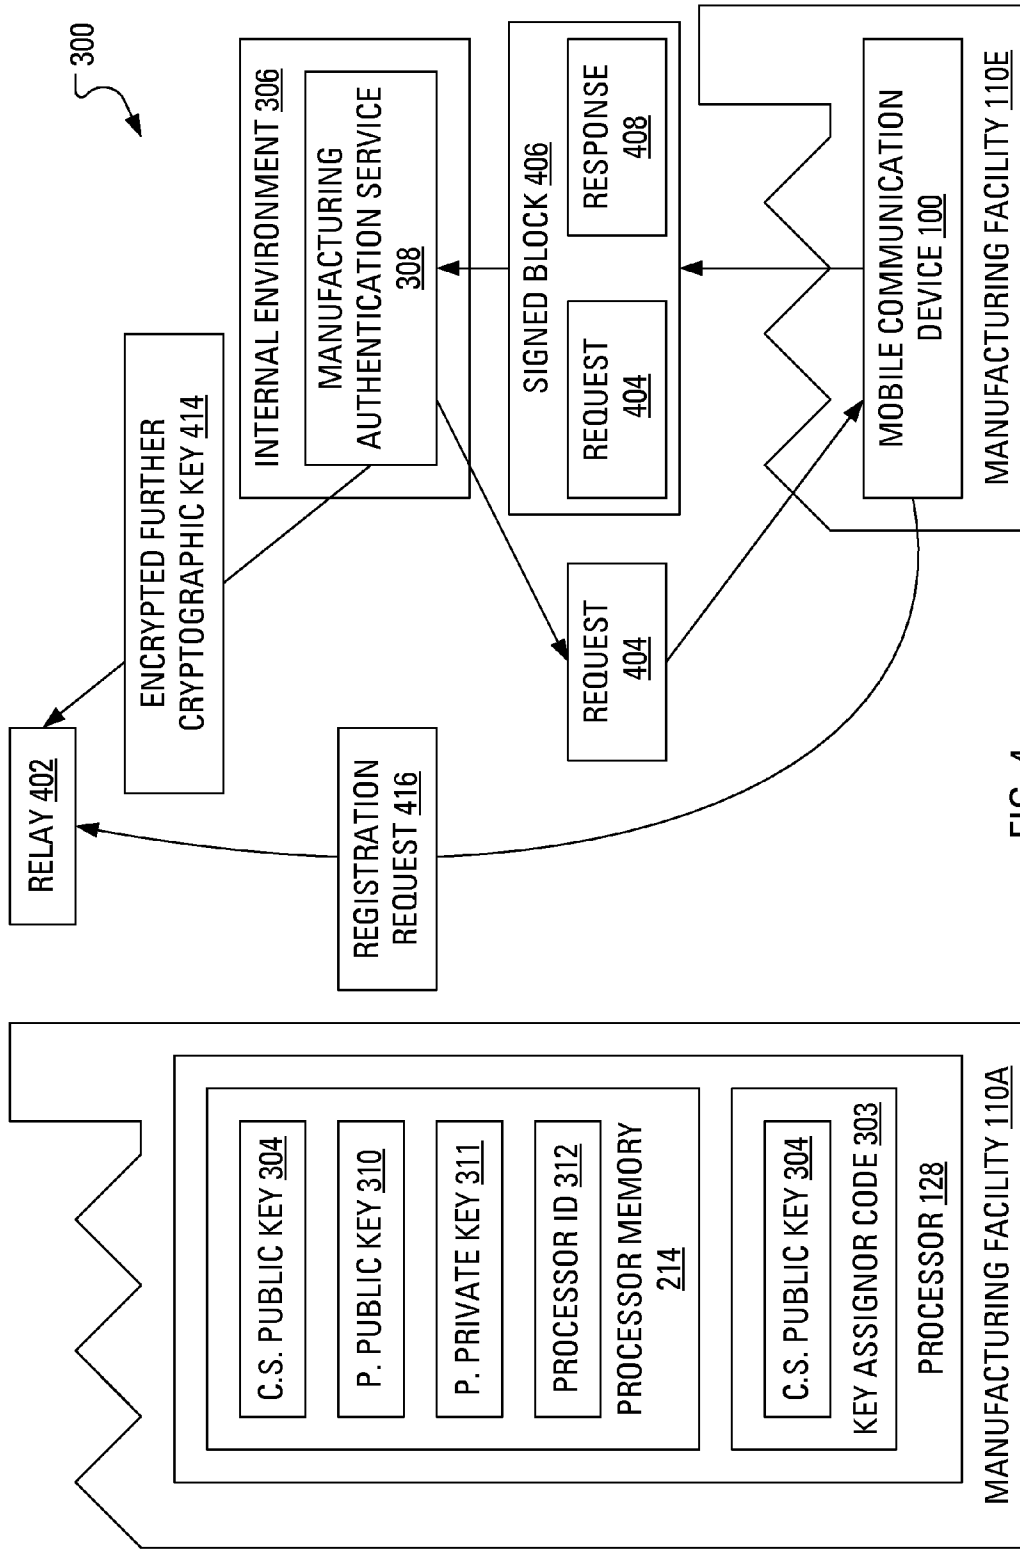 300
RELAY 402
ENCRYPTED FURTHER
CRYPTOGRAPHIC KEY 414
INTERNAL ENVIRONMENT 306
MANUFACTURING
AUTHENTICATION SERVICE
308
REGISTRATION
REQUEST 416
SIGNED BLOCK 406
REQUEST
404
RESPONSE
408
REQUEST
404
MOBILE COMMUNICATION
DEVICE 100
MANUFACTURING FACILITY 110E
C.S. PUBLIC KEY 304
P. PUBLIC KEY 310
P. PRIVATE KEY 311
PROCESSOR ID 312
PROCESSOR MEMORY
214
C.S. PUBLIC KEY 304
KEY ASSIGNOR CODE 303
PROCESSOR 128
MANUFACTURING FACILITY 110A